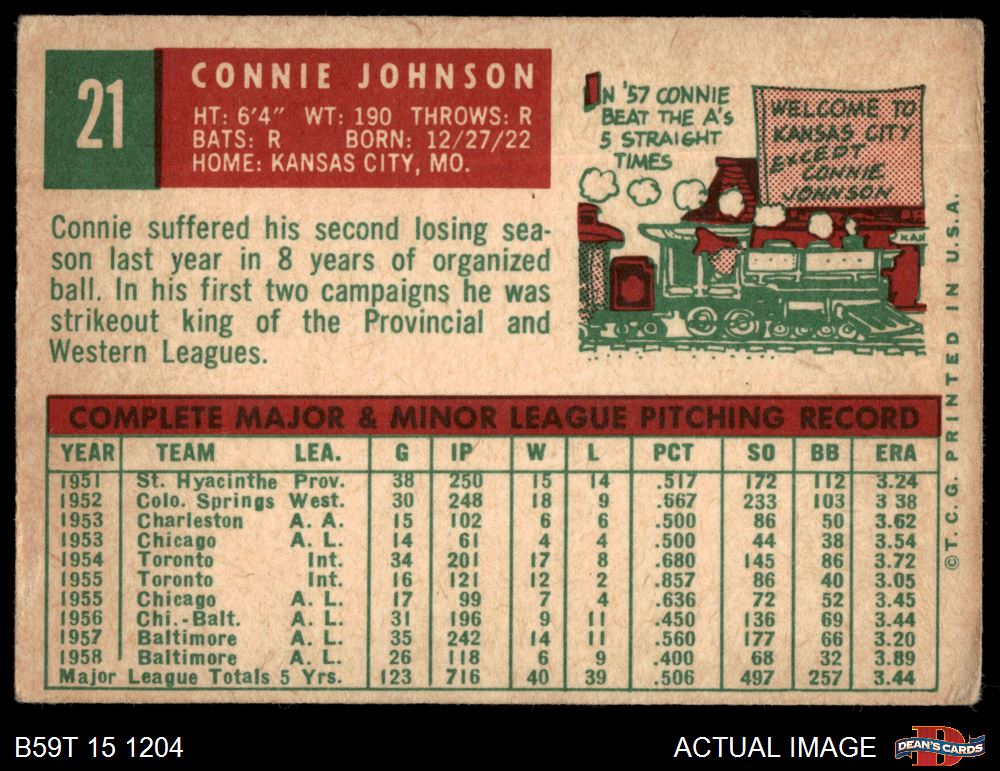 21
CONNIE JOHNSON
HT: 6'4" WT: 190 THROWS: R
BATS: R BORN: 12/27/22
HOME: KANSAS CITY, MO.
Connie suffered his second losing sea-
son last year in 8 years of organized
ball. In his first two campaigns he was
strikeout king of the Provincial and
Western Leagues.
IN '57 CONNIE
BEAT THE A'S
5 STRAIGHT
TIMES
WELCOME TO
KANSAS CITY
EXCEPT
CONNIE
JOHNSON
KAN
COMPLETE MAJOR & MINOR LEAGUE PITCHING RECORD
YEAR TEAM LEA. G IP W L PCT SO BB ERA
1951 St. Hyacinthe Prov. 38 250 15 14 .517 172 112 3.24
1952 Colo. Springs West. 30 248 18 9 .667 233 103 3 38
1953 Charleston A. A. 15 102 6 6 .500 86 50 3.62
1953 Chicago A. L. 14 61 4 4 .500 44 38 3.54
1954 Toronto Int. 34 201 17 8 .680 145 86 3.72
1955 Toronto Int. 16 121 12 2 .857 86 40 3.05
1955 Chicago A. L. 17 99 7 4 .636 72 52 3.45
1956 Chi.-Balt. A. L. 31 196 9 11 .450 136 69 3.44
1957 Baltimore A. L. 35 242 14 11 .560 177 66 3.20
1958 Baltimore A. L. 26 118 6 9 .400 68 32 3.89
Major League Totals 5 Yrs. 123 716 40 39 .506 497 257 3.44
©T.C.G. PRINTED IN U.S.A.
B59T 15 1204
ACTUAL IMAGE
DEAN'S CARDS